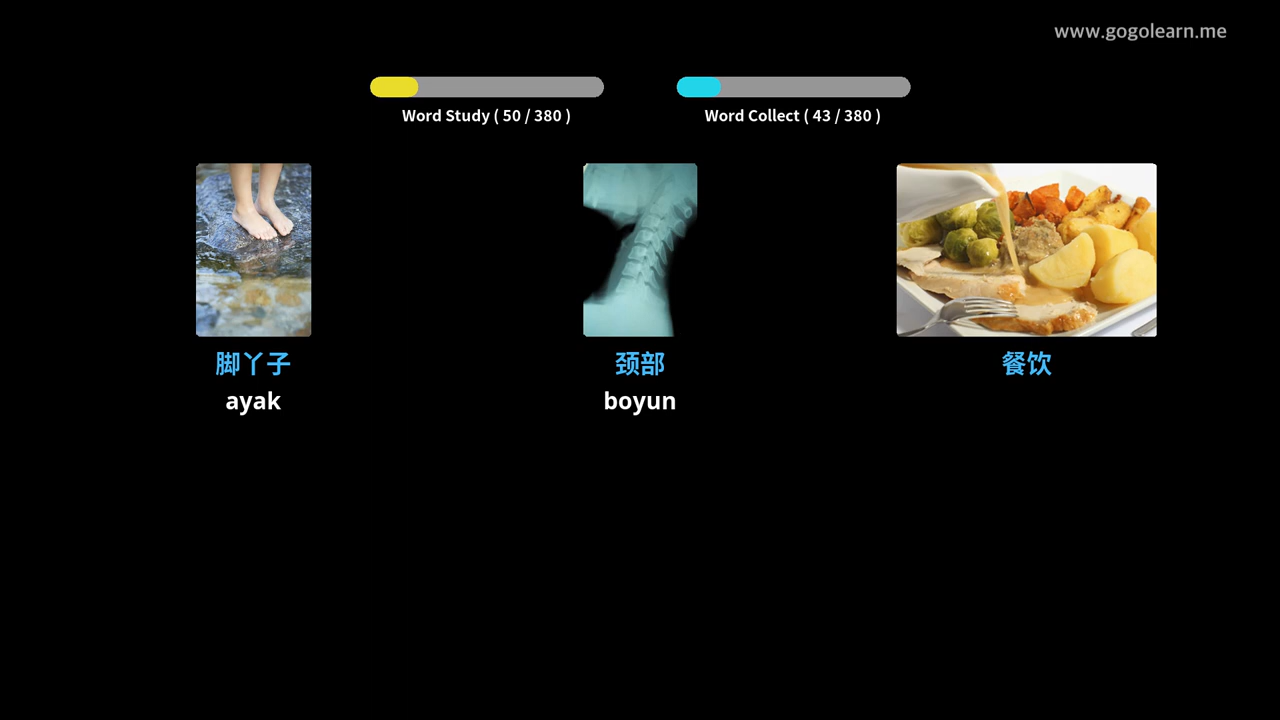 www.gogolearn.me
Word Study ( 50 / 380 )
Word Collect ( 43 / 380 )
脚丫子
ayak
颈部
boyun
餐饮